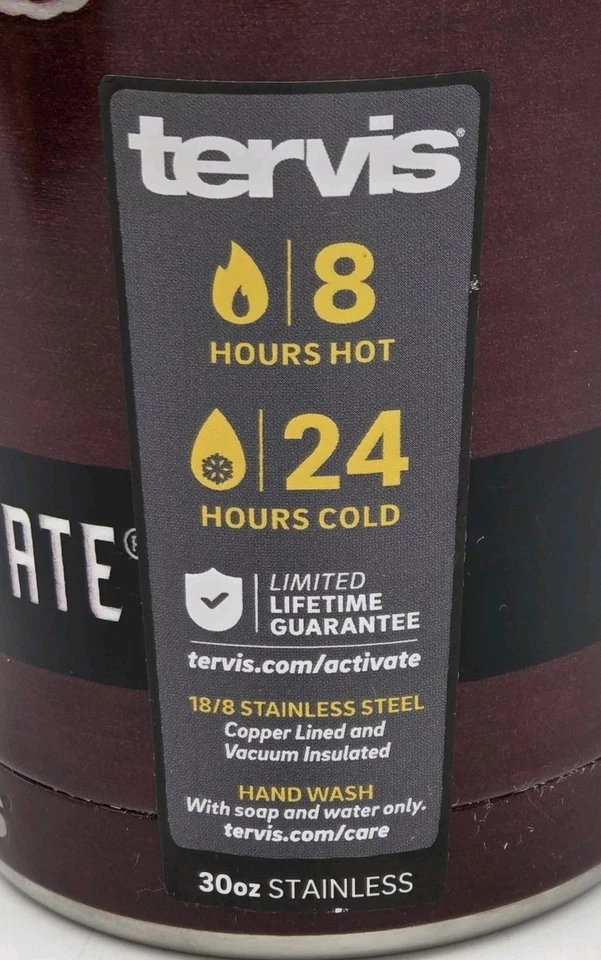 tervis®
8
HOURS HOT
24
HOURS COLD
ATE®
LIMITED
LIFETIME
GUARANTEE
tervis.com/activate
18/8 STAINLESS STEEL
Copper Lined and
Vacuum Insulated
HAND WASH
With soap and water only.
tervis.com/care
30oz STAINLESS